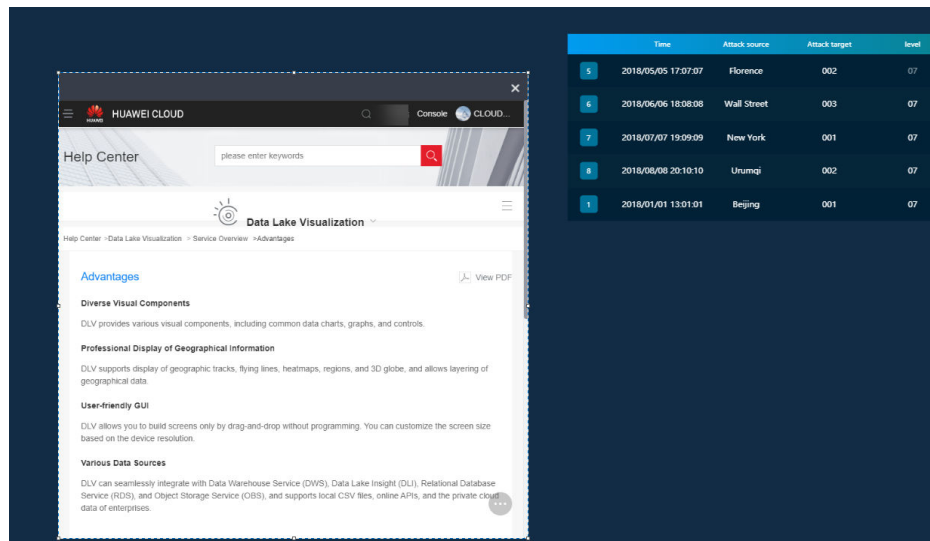 Time Attack source Attack target level
5 2018/05/05 17:07:07 Florence 002 07
6 2018/06/06 18:08:08 Wall Street 003 07
7 2018/07/07 19:09:09 New York 001 07
8 2018/08/08 20:10:10 Urumqi 002 07
1 2018/01/01 13:01:01 Beijing 001 07
HUAWEI HUAWEI CLOUD Console CLOUD...
Help Center please enter keywords
Data Lake Visualization
Help Center >Data Lake Visualization > Service Overview >Advantages
Advantages View PDF
Diverse Visual Components
DLV provides various visual components, including common data charts, graphs, and controls.
Professional Display of Geographical Information
DLV supports display of geographic tracks, flying lines, heatmaps, regions, and 3D globe, and allows layering of
geographical data.
User-friendly GUI
DLV allows you to build screens only by drag-and-drop without programming. You can customize the screen size
based on the device resolution.
Various Data Sources
DLV can seamlessly integrate with Data Warehouse Service (DWS), Data Lake Insight (DLI), Relational Database
Service (RDS), and Object Storage Service (OBS), and supports local CSV files, online APIs, and the private cloud
data of enterprises.